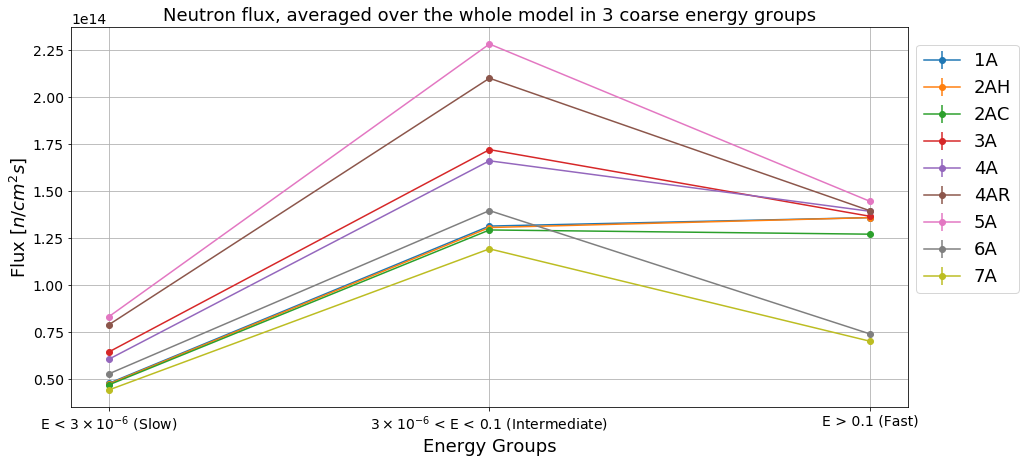 Neutron flux, averaged over the whole model in 3 coarse energy groups
1e14
2.25
2.00
1.75
1.50
1.25
1.00
0.75
0.50
Flux [n/cm²s]
E < 3 × 10⁻⁶ (Slow)
3 × 10⁻⁶ < E < 0.1 (Intermediate)
E > 0.1 (Fast)
Energy Groups
1A
2AH
2AC
3A
4A
4AR
5A
6A
7A